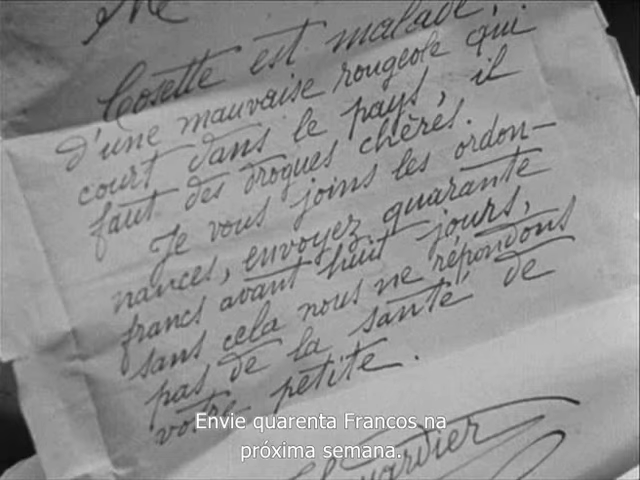 Me
Cosette est malade,
d'une mauvaise rougeole qui
court dans le pays, il
faut des drogues chères.
Je vous joins les ordon-
nances, envoyez quarante
francs avant huit jours,
sans cela nous ne répondons
pas de la santé de
votre petite.
Envie quarenta Francos na
próxima semana.